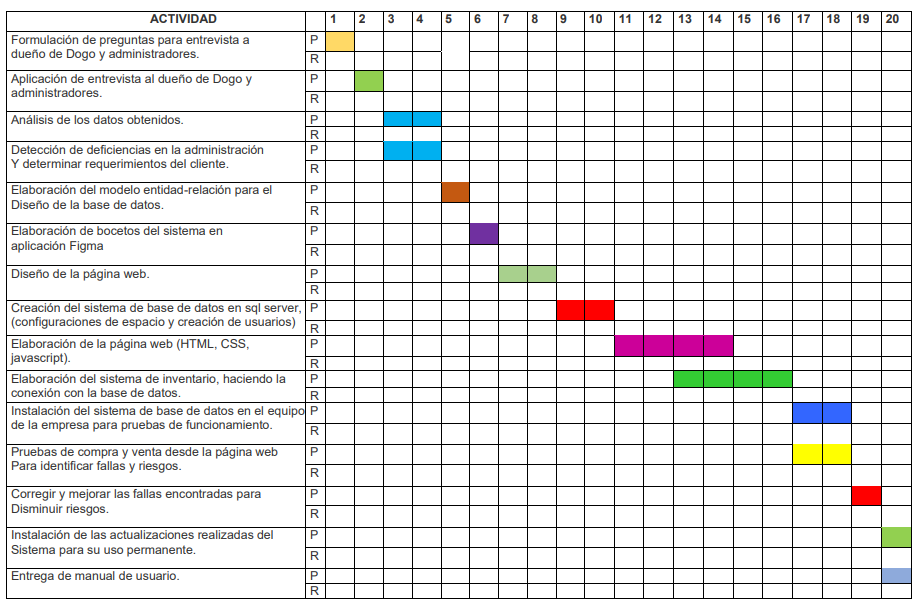 ACTIVIDAD 1 2 3 4 5 6 7 8 9 10 11 12 13 14 15 16 17 18 19 20
Formulación de preguntas para entrevista a P
dueño de Dogo y administradores.
R
Aplicación de entrevista al dueño de Dogo y P
administradores.
R
Análisis de los datos obtenidos. P
R
Detección de deficiencias en la administración P
Y determinar requerimientos del cliente.
R
Elaboración del modelo entidad-relación para el P
Diseño de la base de datos.
R
Elaboración de bocetos del sistema en P
aplicación Figma
R
Diseño de la página web. P
R
Creación del sistema de base de datos en sql server, P
(configuraciones de espacio y creación de usuarios)
R
Elaboración de la página web (HTML, CSS, P
javascript).
R
Elaboración del sistema de inventario, haciendo la P
conexión con la base de datos.
R
Instalación del sistema de base de datos en el equipo P
de la empresa para pruebas de funcionamiento.
R
Pruebas de compra y venta desde la página web P
Para identificar fallas y riesgos.
R
Corregir y mejorar las fallas encontradas para P
Disminuir riesgos.
R
Instalación de las actualizaciones realizadas del P
Sistema para su uso permanente.
R
Entrega de manual de usuario. P
R